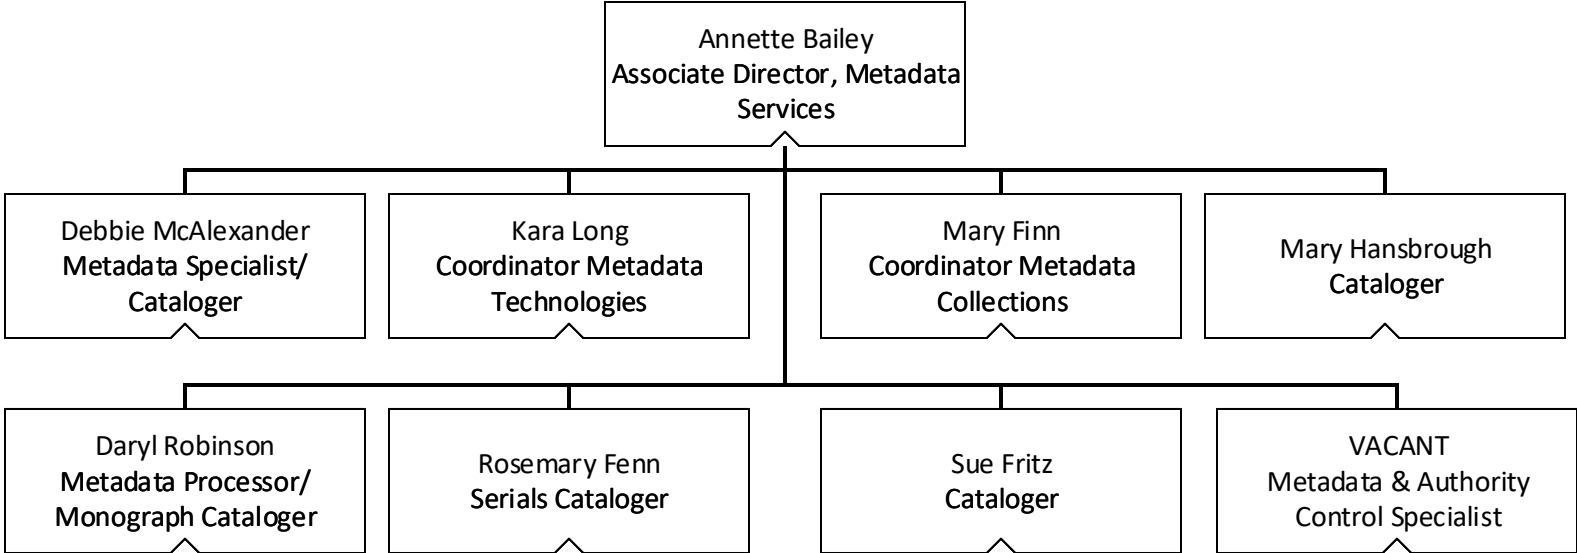 Annette Bailey
Associate Director, Metadata
Services
Debbie McAlexander
Metadata Specialist/
Cataloger
Kara Long
Coordinator Metadata
Technologies
Mary Finn
Coordinator Metadata
Collections
Mary Hansbrough
Cataloger
Daryl Robinson
Metadata Processor/
Monograph Cataloger
Rosemary Fenn
Serials Cataloger
Sue Fritz
Cataloger
VACANT
Metadata & Authority
Control Specialist